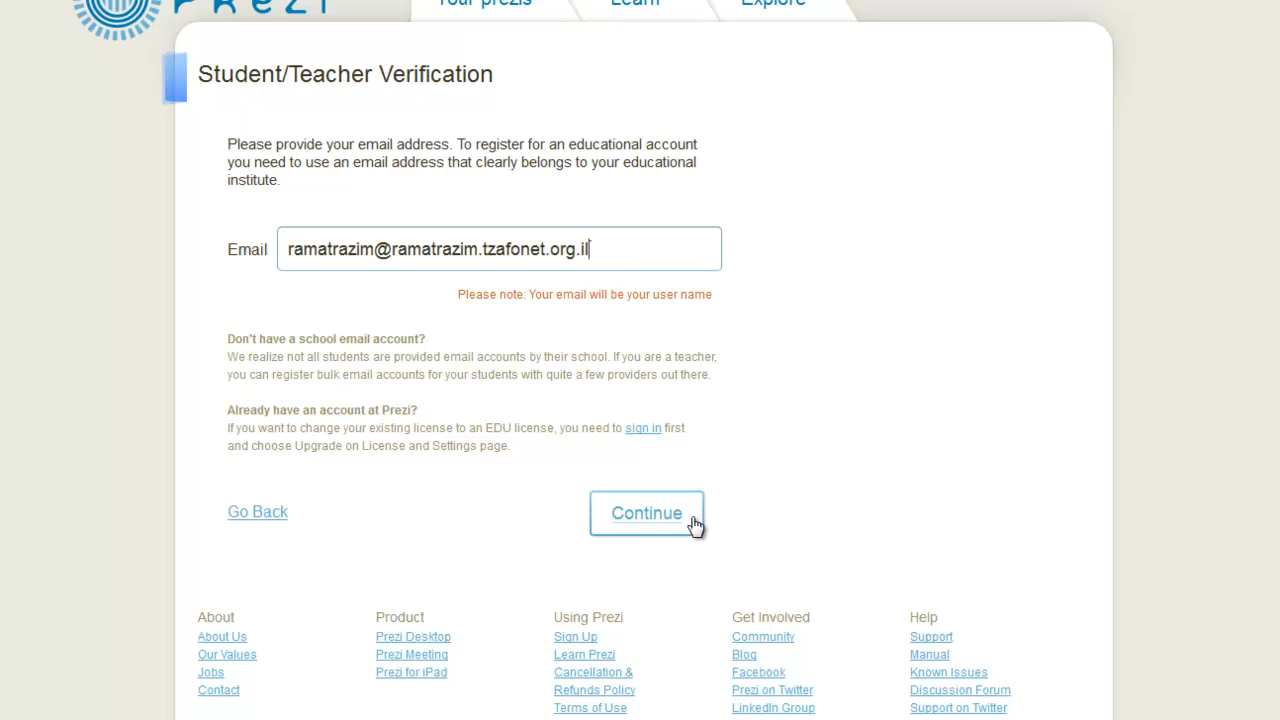 PREZI
Your prezis
Learn
Explore
Student/Teacher Verification
Please provide your email address. To register for an educational account
you need to use an email address that clearly belongs to your educational
institute.
Email
ramatrazim@ramatrazim.tzafonet.org.il
Please note: Your email will be your user name
Don't have a school email account?
We realize not all students are provided email accounts by their school. If you are a teacher,
you can register bulk email accounts for your students with quite a few providers out there.
Already have an account at Prezi?
If you want to change your existing license to an EDU license, you need to sign in first
and choose Upgrade on License and Settings page.
Go Back
Continue
About
About Us
Our Values
Jobs
Contact
Product
Prezi Desktop
Prezi Meeting
Prezi for iPad
Using Prezi
Sign Up
Learn Prezi
Cancellation &
Refunds Policy
Terms of Use
Get Involved
Community
Blog
Facebook
Prezi on Twitter
LinkedIn Group
Help
Support
Manual
Known Issues
Discussion Forum
Support on Twitter